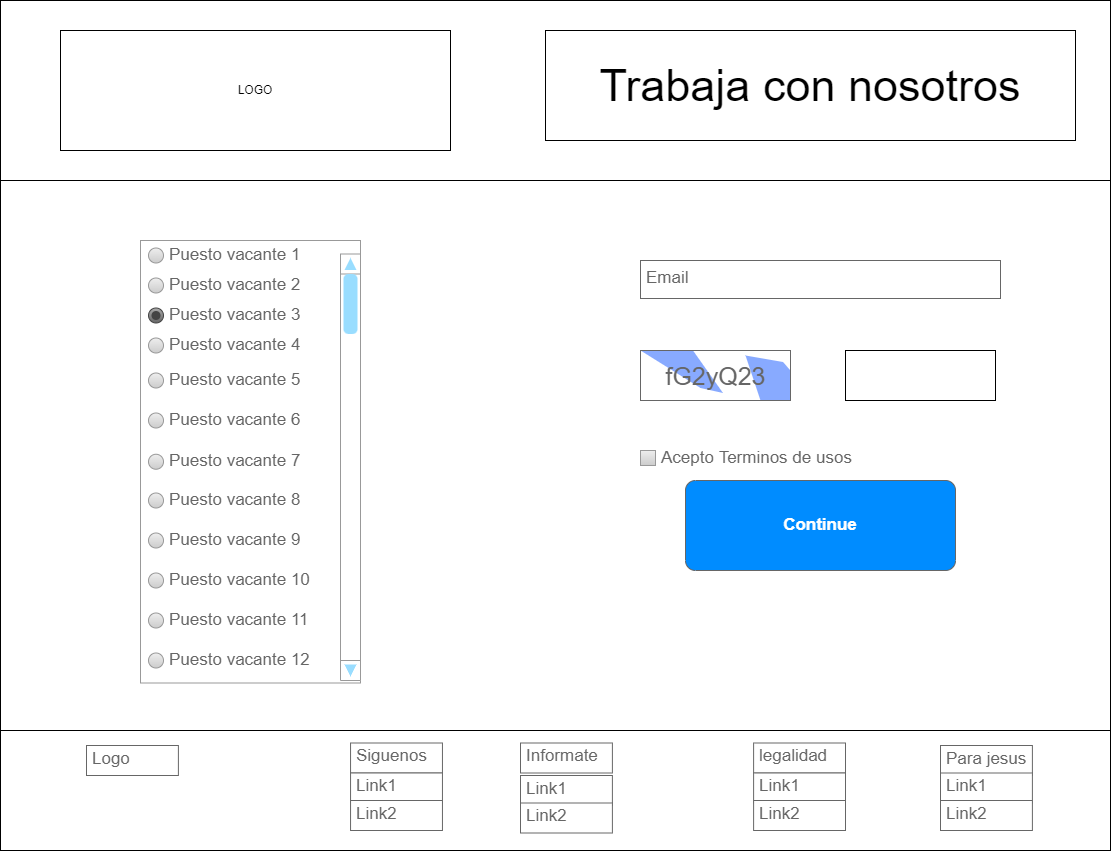 LOGO
Trabaja con nosotros
Puesto vacante 1
Puesto vacante 2
Puesto vacante 3
Puesto vacante 4
Puesto vacante 5
Puesto vacante 6
Puesto vacante 7
Puesto vacante 8
Puesto vacante 9
Puesto vacante 10
Puesto vacante 11
Puesto vacante 12
Email
fG2yQ23
Acepto Terminos de usos
Continue
Logo
Siguenos
Link1
Link2
Informate
Link1
Link2
legalidad
Link1
Link2
Para jesus
Link1
Link2